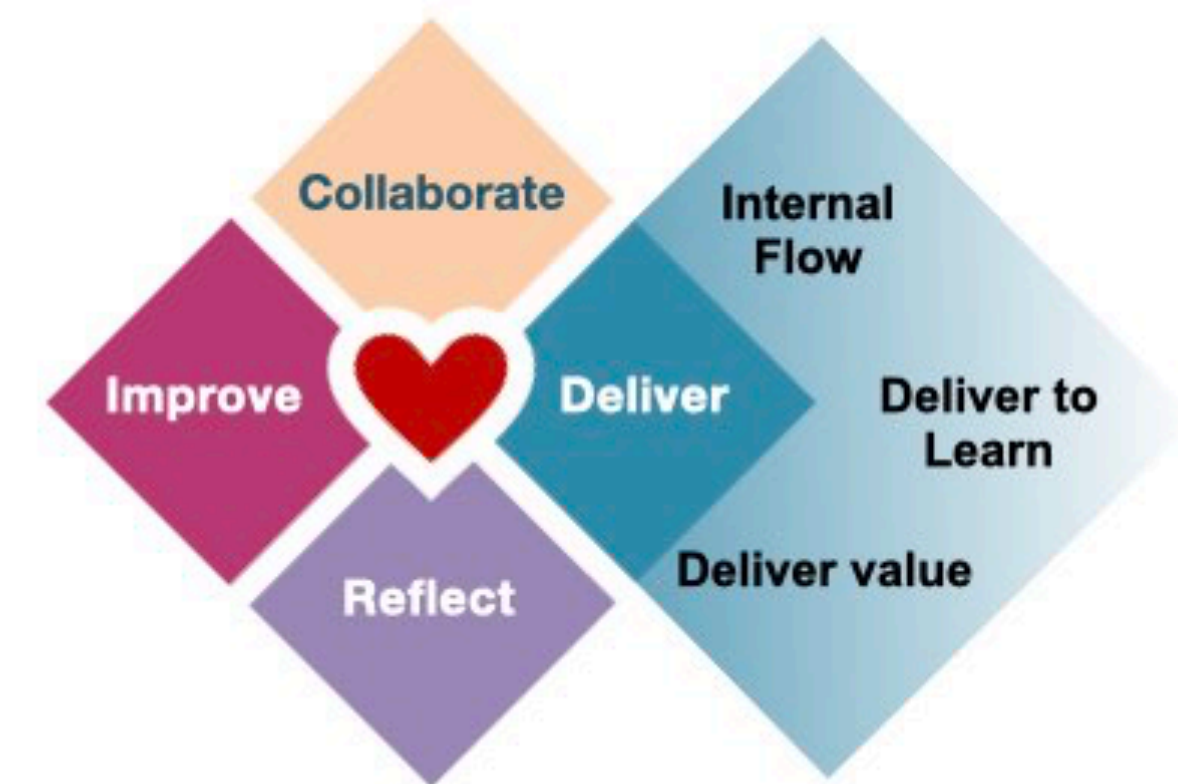 Collaborate
Improve
Deliver
Reflect
Internal
Flow
Deliver to
Learn
Deliver value